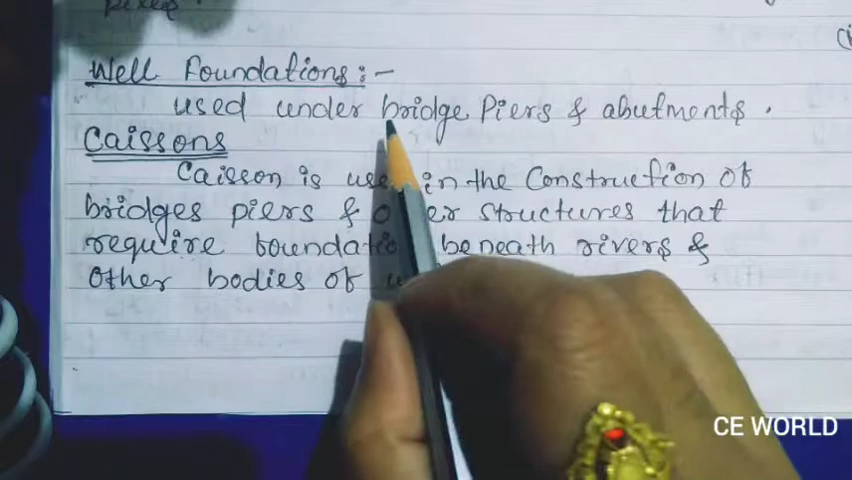 Well Foundations:-
used under bridge Piers & abutments.
Caissons
Caisson is in the Construction of
bridges piers & structures that
require foundation beneath rivers &
Other bodies of
CE WORLD